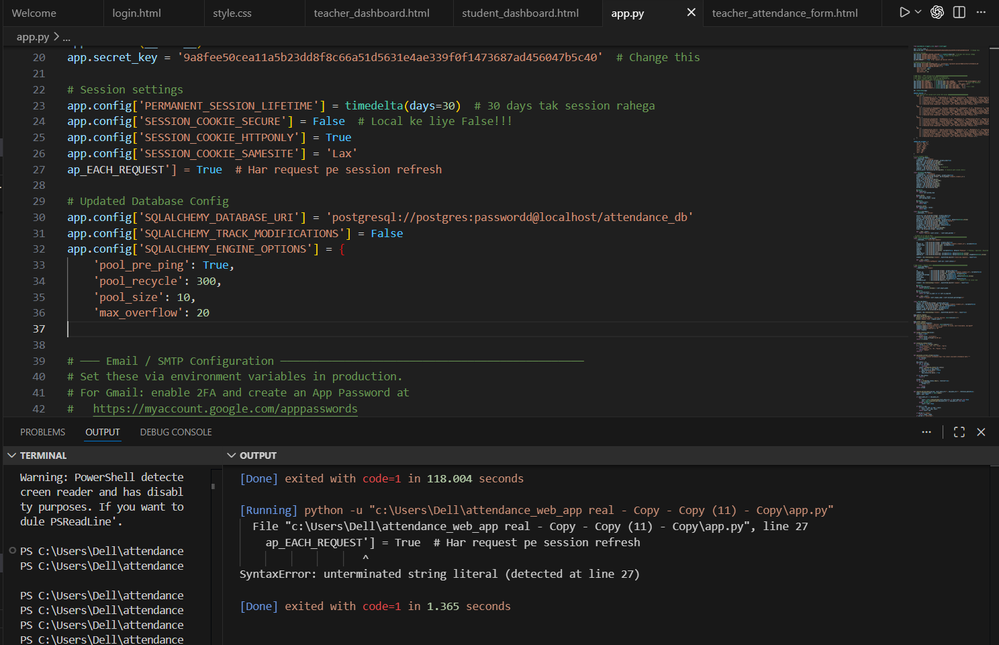 Welcome
login.html
style.css
teacher_dashboard.html
student_dashboard.html
app.py
teacher_attendance_form.html
app.py > ...
20 app.secret_key = '9a8fee50cea11a5b23dd8f8c66a51d5631e4ae339f0f1473687ad456047b5c40'  # Change this
21
22 # Session settings
23 app.config['PERMANENT_SESSION_LIFETIME'] = timedelta(days=30)  # 30 days tak session rahega
24 app.config['SESSION_COOKIE_SECURE'] = False  # Local ke liye False!!!
25 app.config['SESSION_COOKIE_HTTPONLY'] = True
26 app.config['SESSION_COOKIE_SAMESITE'] = 'Lax'
27 ap_EACH_REQUEST'] = True  # Har request pe session refresh
28
29 # Updated Database Config
30 app.config['SQLALCHEMY_DATABASE_URI'] = 'postgresql://postgres:passwordd@localhost/attendance_db'
31 app.config['SQLALCHEMY_TRACK_MODIFICATIONS'] = False
32 app.config['SQLALCHEMY_ENGINE_OPTIONS'] = {
33 'pool_pre_ping': True,
34 'pool_recycle': 300,
35 'pool_size': 10,
36 'max_overflow': 20
37
38
39 # ─── Email / SMTP Configuration ───────────────────────────────────────────────
40 # Set these via environment variables in production.
41 # For Gmail: enable 2FA and create an App Password at
42 #   https://myaccount.google.com/apppasswords
PROBLEMS
OUTPUT
DEBUG CONSOLE
TERMINAL
Warning: PowerShell detecte
creen reader and has disabl
ty purposes. If you want to
dule PSReadLine'.
PS C:\Users\Dell\attendance
PS C:\Users\Dell\attendance
PS C:\Users\Dell\attendance
PS C:\Users\Dell\attendance
PS C:\Users\Dell\attendance
PS C:\Users\Dell\attendance
OUTPUT
[Done] exited with code=1 in 118.004 seconds
[Running] python -u "c:\Users\Dell\attendance_web_app real - Copy - Copy (11) - Copy\app.py"
File "c:\Users\Dell\attendance_web_app real - Copy - Copy (11) - Copy\app.py", line 27
ap_EACH_REQUEST'] = True  # Har request pe session refresh
^
SyntaxError: unterminated string literal (detected at line 27)
[Done] exited with code=1 in 1.365 seconds